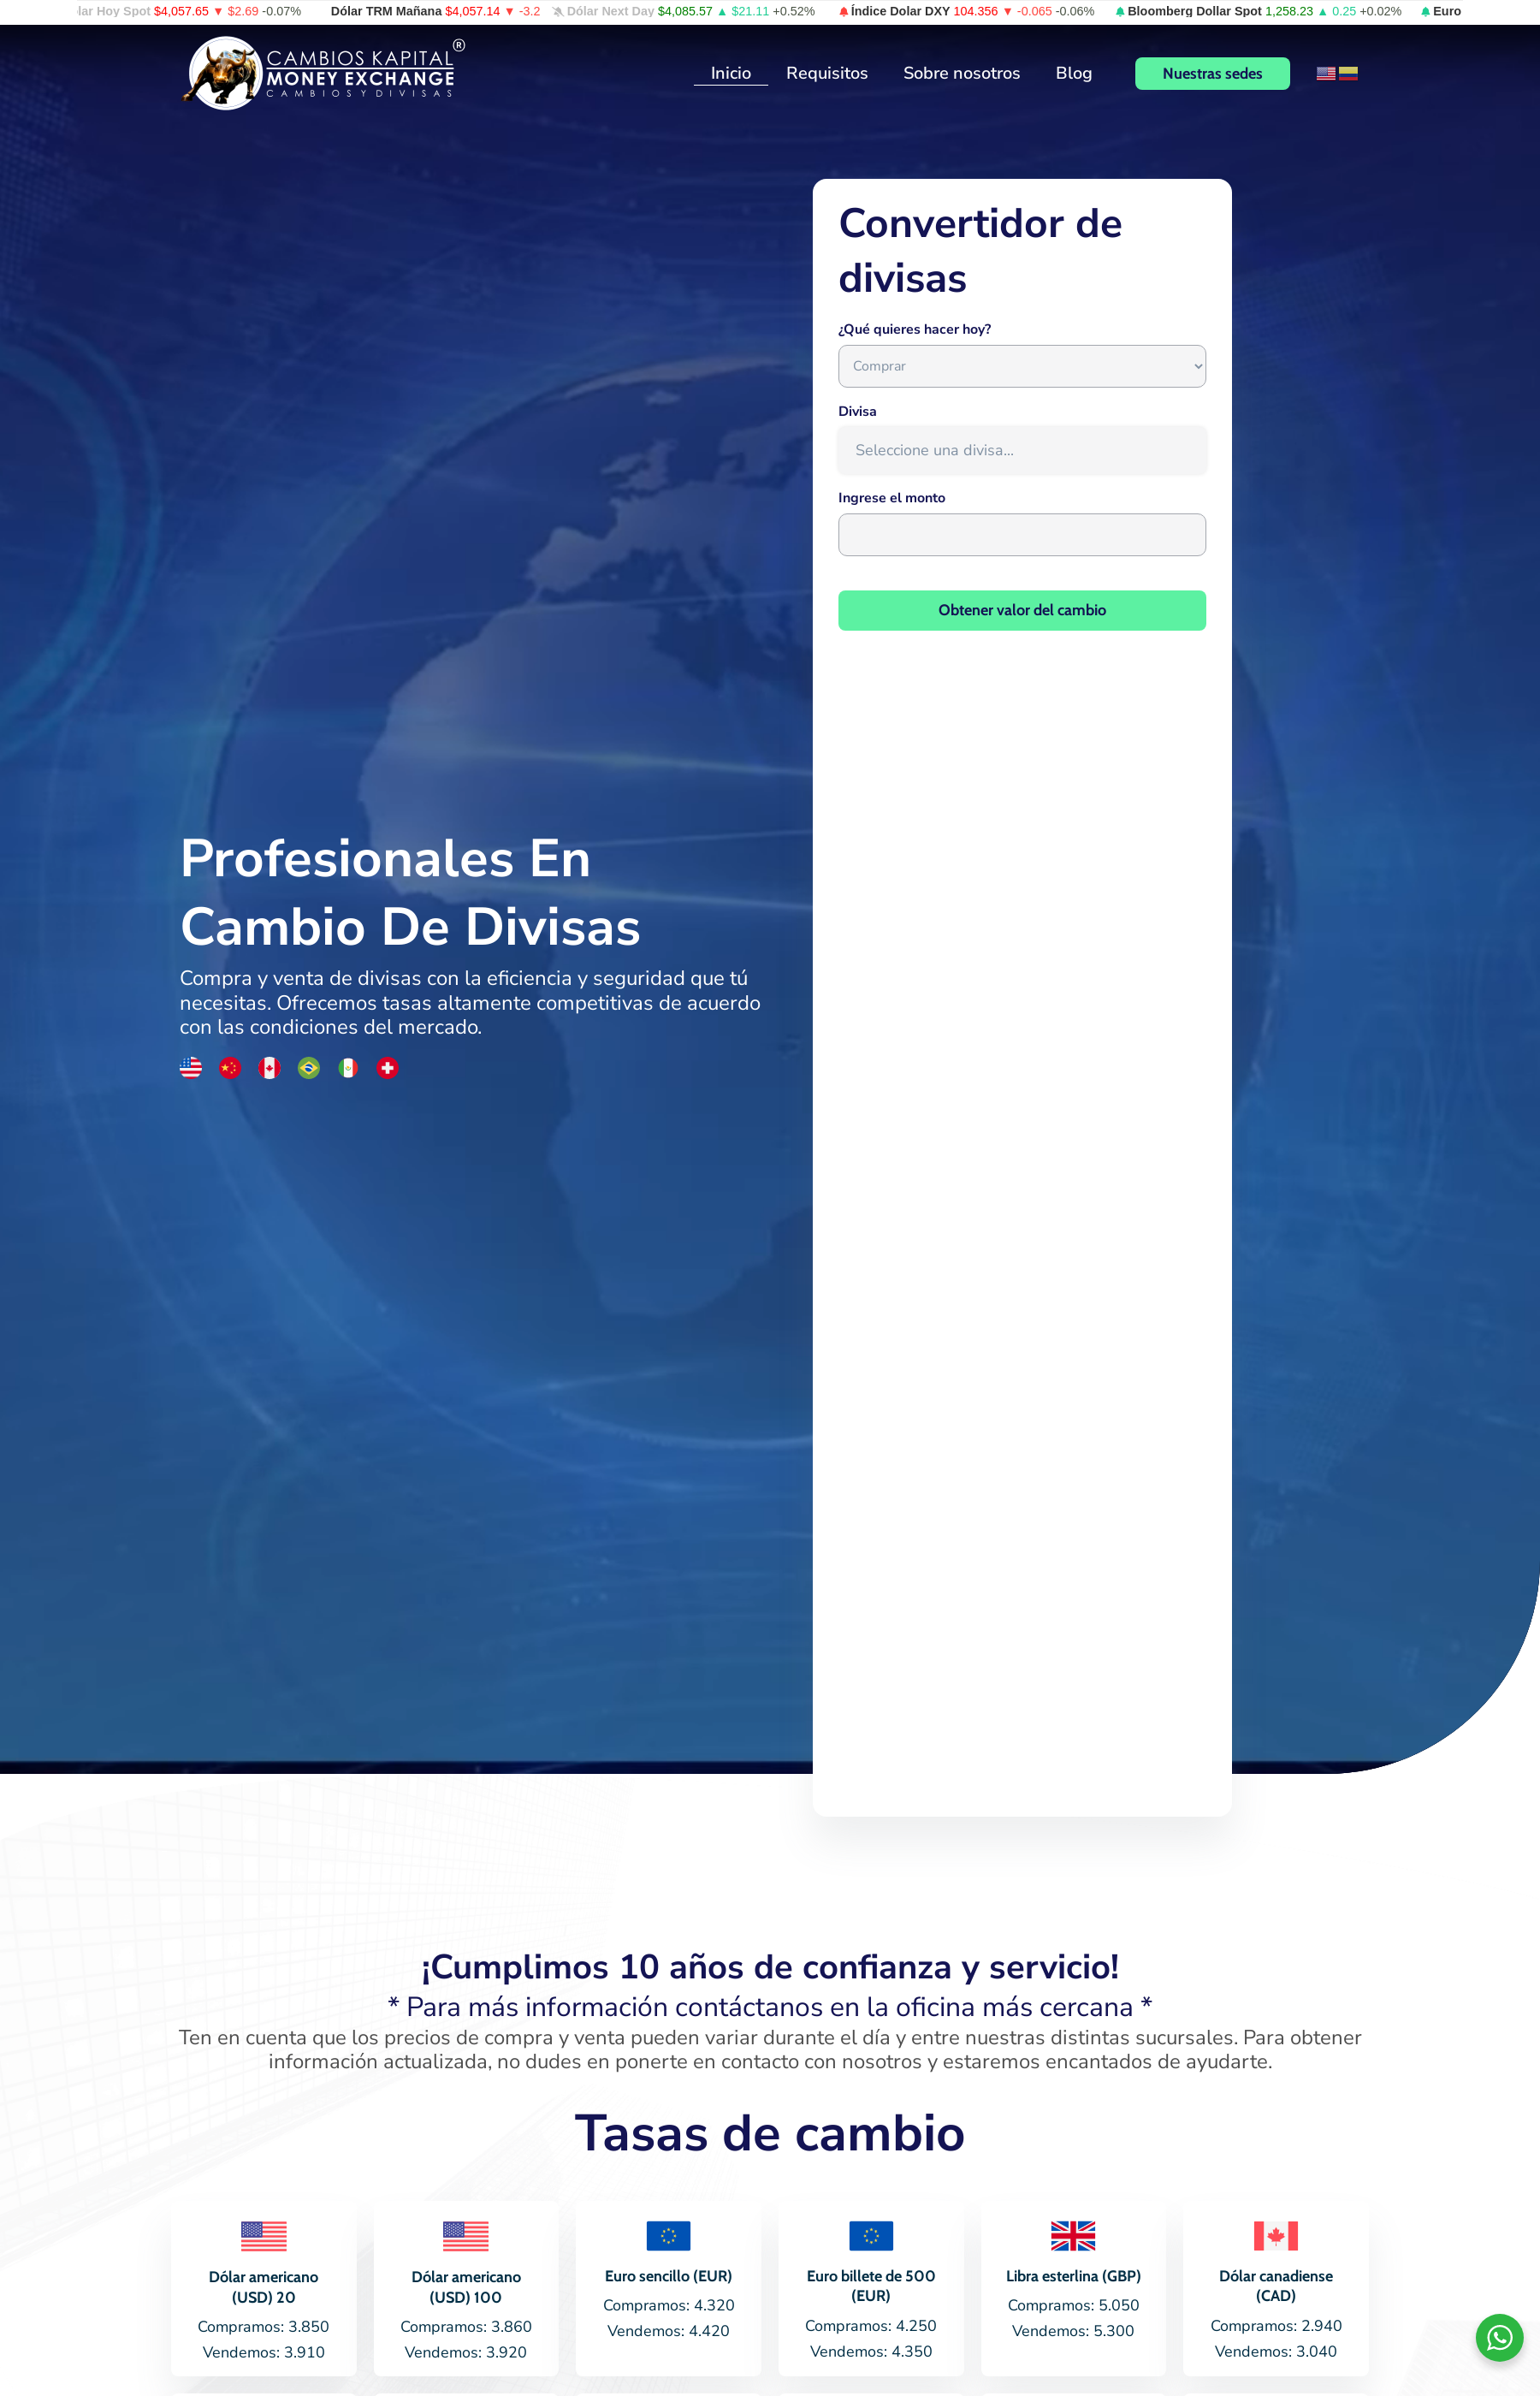 lar Hoy Spot $4,057.65 ▼ $2.69 -0.07% Dólar TRM Mañana $4,057.14 ▼ -3.2 Dólar Next Day $4,085.57 ▲ $21.11 +0.52% Índice Dolar DXY 104.356 ▼ -0.065 -0.06% Bloomberg Dollar Spot 1,258.23 ▲ 0.25 +0.02% Euro
CAMBIOS KAPITAL ®
MONEY EXCHANGE
CAMBIOS Y DIVISAS
Inicio Requisitos Sobre nosotros Blog Nuestras sedes
Convertidor de
divisas
¿Qué quieres hacer hoy?
Comprar
Divisa
Seleccione una divisa...
Ingrese el monto
Obtener valor del cambio
Profesionales En
Cambio De Divisas
Compra y venta de divisas con la eficiencia y seguridad que tú
necesitas. Ofrecemos tasas altamente competitivas de acuerdo
con las condiciones del mercado.
¡Cumplimos 10 años de confianza y servicio!
* Para más información contáctanos en la oficina más cercana *
Ten en cuenta que los precios de compra y venta pueden variar durante el día y entre nuestras distintas sucursales. Para obtener
información actualizada, no dudes en ponerte en contacto con nosotros y estaremos encantados de ayudarte.
Tasas de cambio
Dólar americano
(USD) 20
Compramos: 3.850
Vendemos: 3.910
Dólar americano
(USD) 100
Compramos: 3.860
Vendemos: 3.920
Euro sencillo (EUR)
Compramos: 4.320
Vendemos: 4.420
Euro billete de 500
(EUR)
Compramos: 4.250
Vendemos: 4.350
Libra esterlina (GBP)
Compramos: 5.050
Vendemos: 5.300
Dólar canadiense
(CAD)
Compramos: 2.940
Vendemos: 3.040